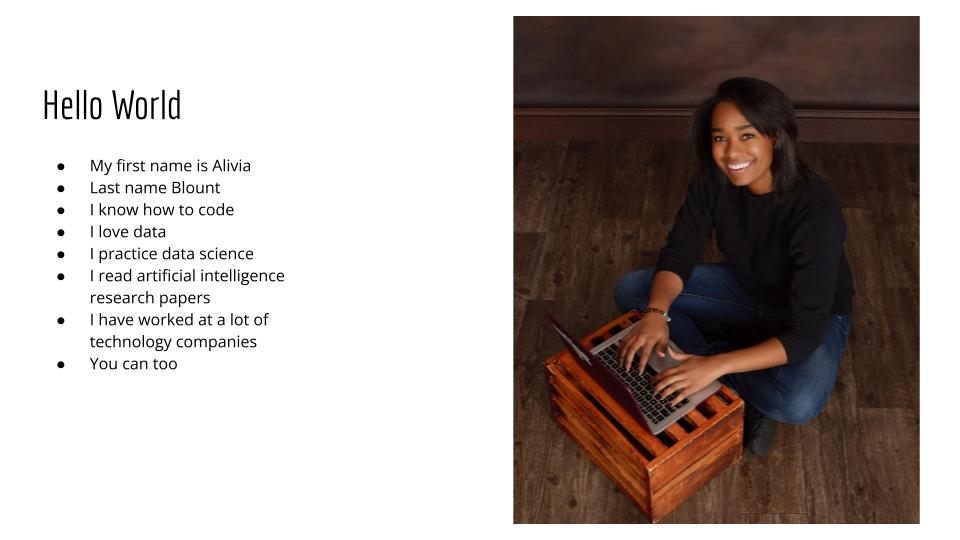 Hello World
● My first name is Alivia
● Last name Blount
● I know how to code
● I love data
● I practice data science
● I read artificial intelligence
research papers
● I have worked at a lot of
technology companies
● You can too